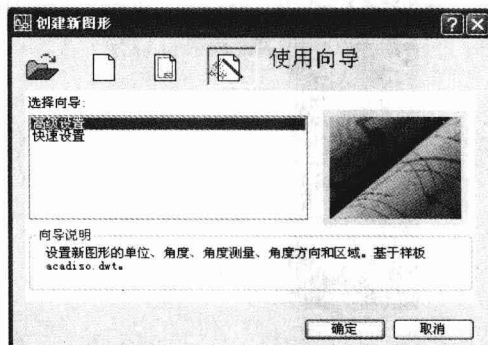 创建新图形
使用向导
选择向导:
高级设置
快速设置
向导说明
设置新图形的单位、角度、角度测量、角度方向和区域。基于样板
acadiso.dwt。
确定
取消